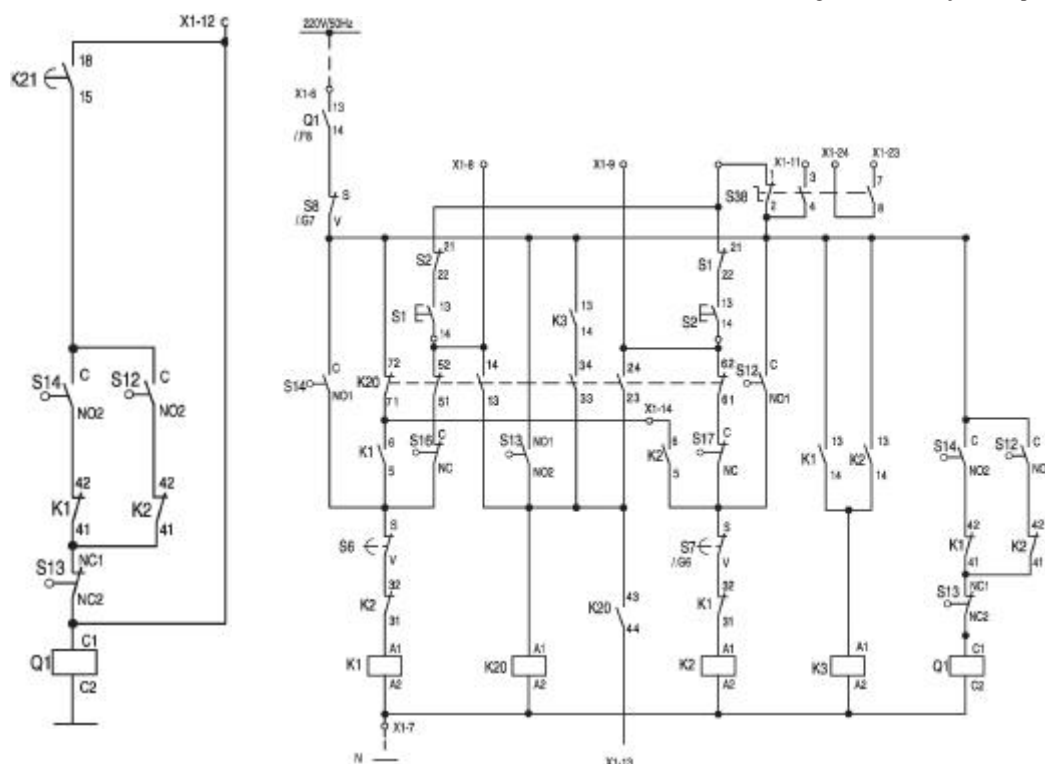 X1-12
220V/50Hz
18
K21
15
X1-6
13
Q1
14
/.F8
X1-8
X1-9
X1-11
X1-24
X1-23
1
3
7
S38
2
4
8
S
S8
/.G7
V
21
S2
22
21
S1
22
13
S1
14
13
K3
14
13
S2
14
C
S14
NO2
C
S12
NO2
C
S14
NO1
72
K20
71
52
51
14
13
34
33
24
23
62
61
C
S12
NO1
X1-14
6
K1
5
C
S16
NC
NO1
S13
NO2
6
K2
5
C
S17
NC
13
K1
14
13
K2
14
C
S14
NO2
C
S12
42
K1
41
42
K2
41
S
S6
V
S
S7
/.G6
V
42
K1
41
42
K2
41
NC1
S13
NC2
32
K2
31
43
K20
44
32
K1
31
NC1
S13
NC2
C1
Q1
C2
A1
K1
A2
A1
K20
A2
A1
K2
A2
A1
K3
A2
C1
Q1
C2
X1-7
N
X1-13